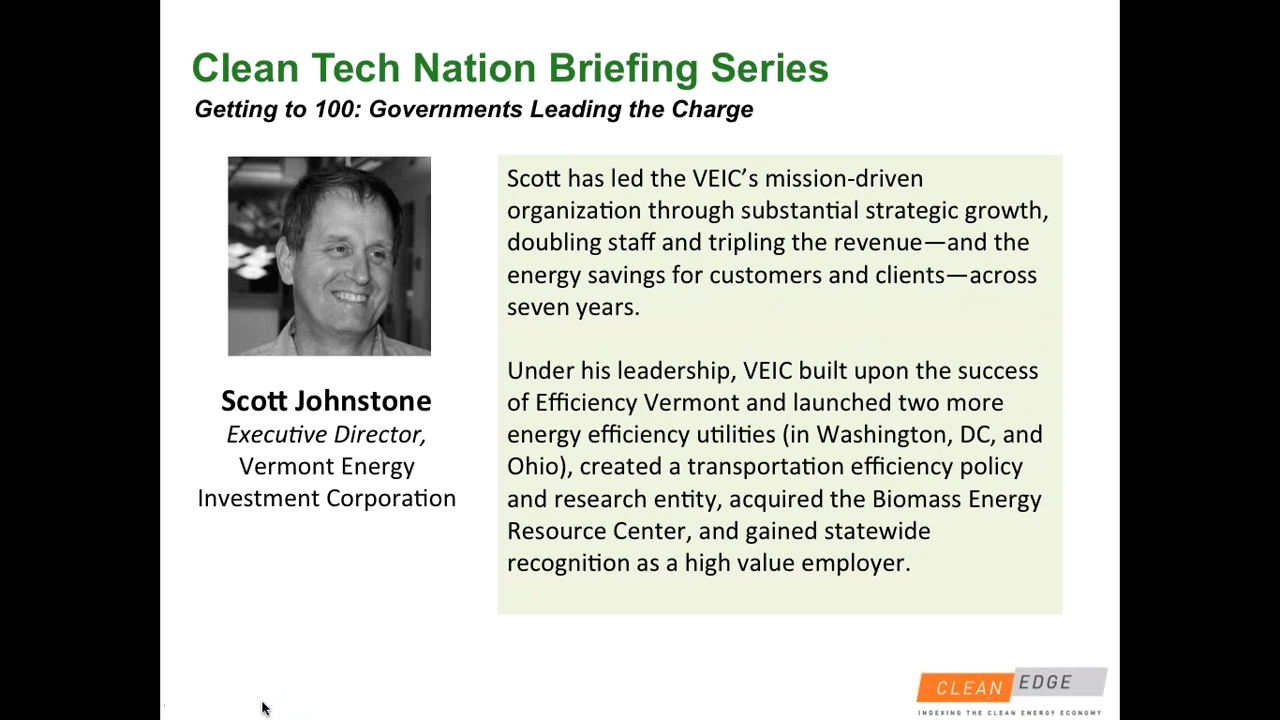 Clean Tech Nation Briefing Series
Getting to 100: Governments Leading the Charge
Scott Johnstone
Executive Director,
Vermont Energy
Investment Corporation
Scott has led the VEIC’s mission-driven
organization through substantial strategic growth,
doubling staff and tripling the revenue—and the
energy savings for customers and clients—across
seven years.
Under his leadership, VEIC built upon the success
of Efficiency Vermont and launched two more
energy efficiency utilities (in Washington, DC, and
Ohio), created a transportation efficiency policy
and research entity, acquired the Biomass Energy
Resource Center, and gained statewide
recognition as a high value employer.
CLEAN EDGE
INDEXING THE CLEAN ENERGY ECONOMY